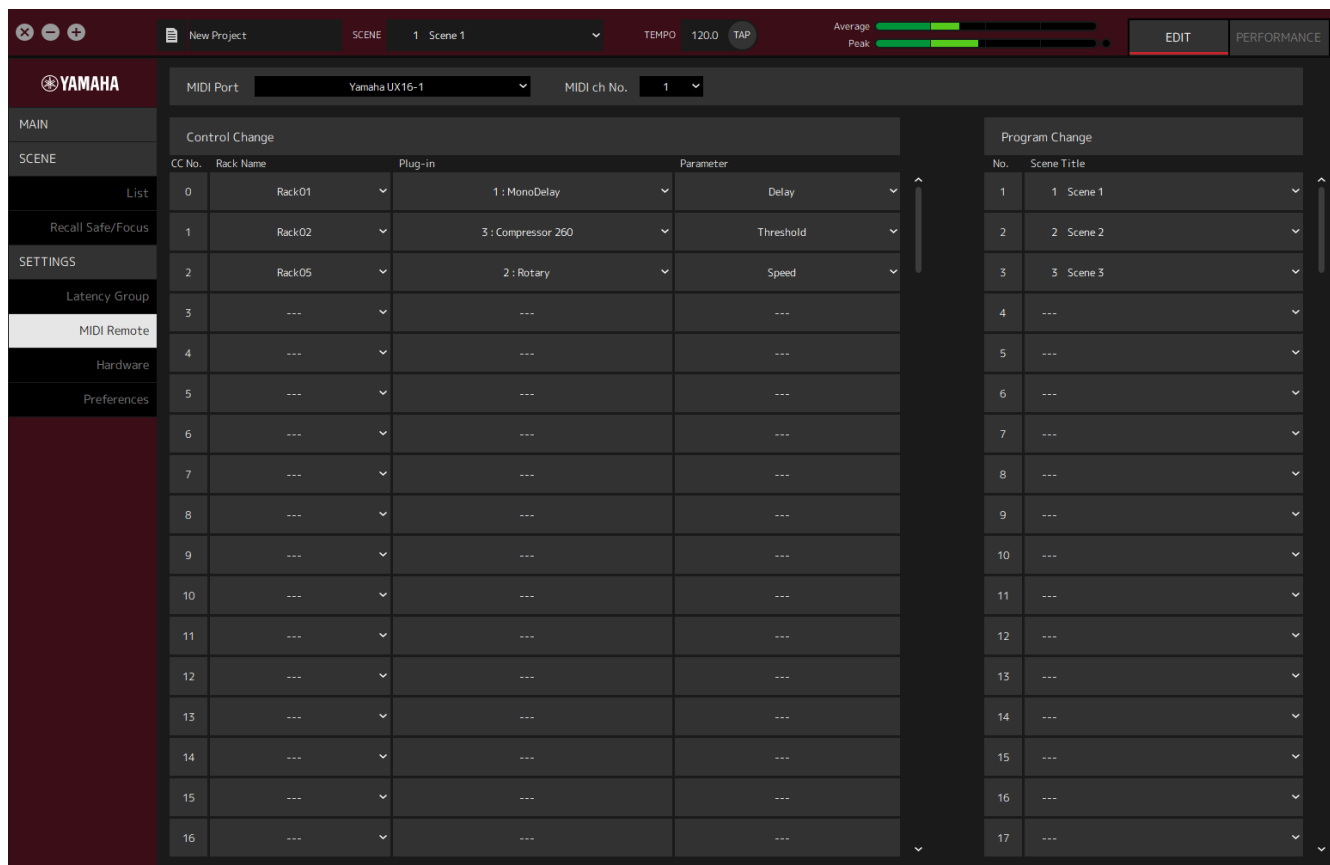 New Project SCENE 1 Scene 1 TEMPO 120.0 TAP Average Peak EDIT PERFORMANCE
YAMAHA
MAIN
SCENE
List
Recall Safe/Focus
SETTINGS
Latency Group
MIDI Remote
Hardware
Preferences
MIDI Port Yamaha UX16-1 MIDI ch No. 1
Control Change
CC No. Rack Name Plug-in Parameter
0 Rack01 1 : MonoDelay Delay
1 Rack02 3 : Compressor 260 Threshold
2 Rack05 2 : Rotary Speed
3 --- --- ---
4 --- --- ---
5 --- --- ---
6 --- --- ---
7 --- --- ---
8 --- --- ---
9 --- --- ---
10 --- --- ---
11 --- --- ---
12 --- --- ---
13 --- --- ---
14 --- --- ---
15 --- --- ---
16 --- --- ---
Program Change
No. Scene Title
1 1 Scene 1
2 2 Scene 2
3 3 Scene 3
4 ---
5 ---
6 ---
7 ---
8 ---
9 ---
10 ---
11 ---
12 ---
13 ---
14 ---
15 ---
16 ---
17 ---